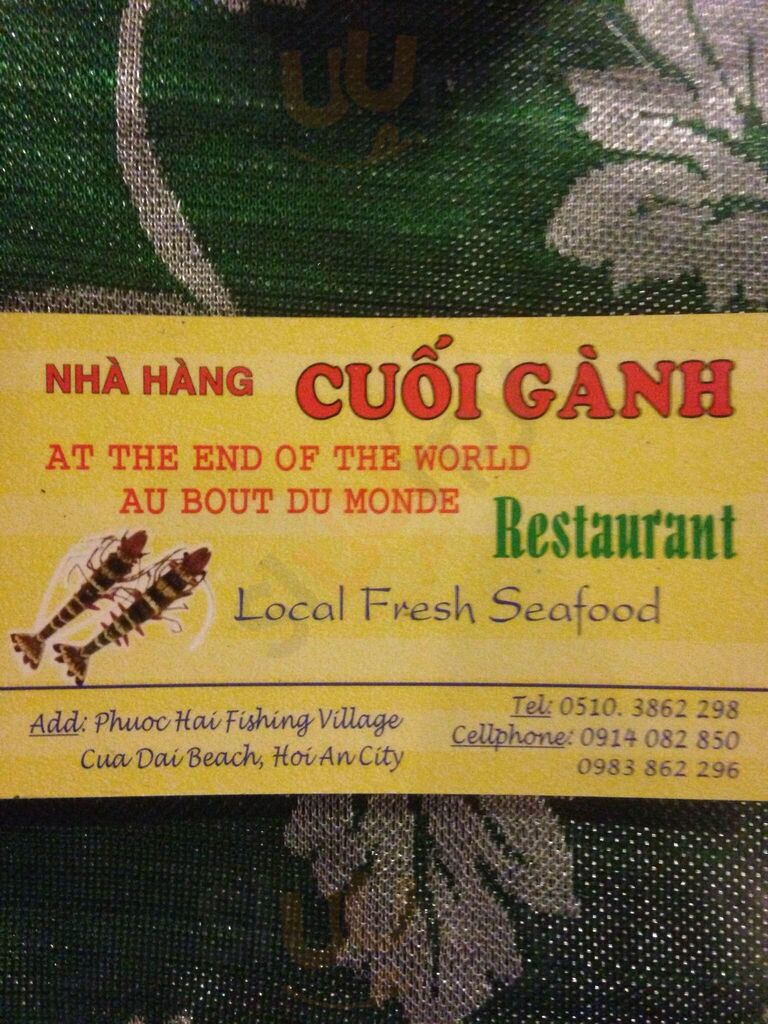 NHÀ HÀNG CUỐI GÀNH
AT THE END OF THE WORLD
AU BOUT DU MONDE
Restaurant
Local Fresh Seafood
Add: Phuoc Hai Fishing Village
Cua Dai Beach, Hoi An City
Tel: 0510. 3862 298
Cellphone: 0914 082 850
0983 862 296